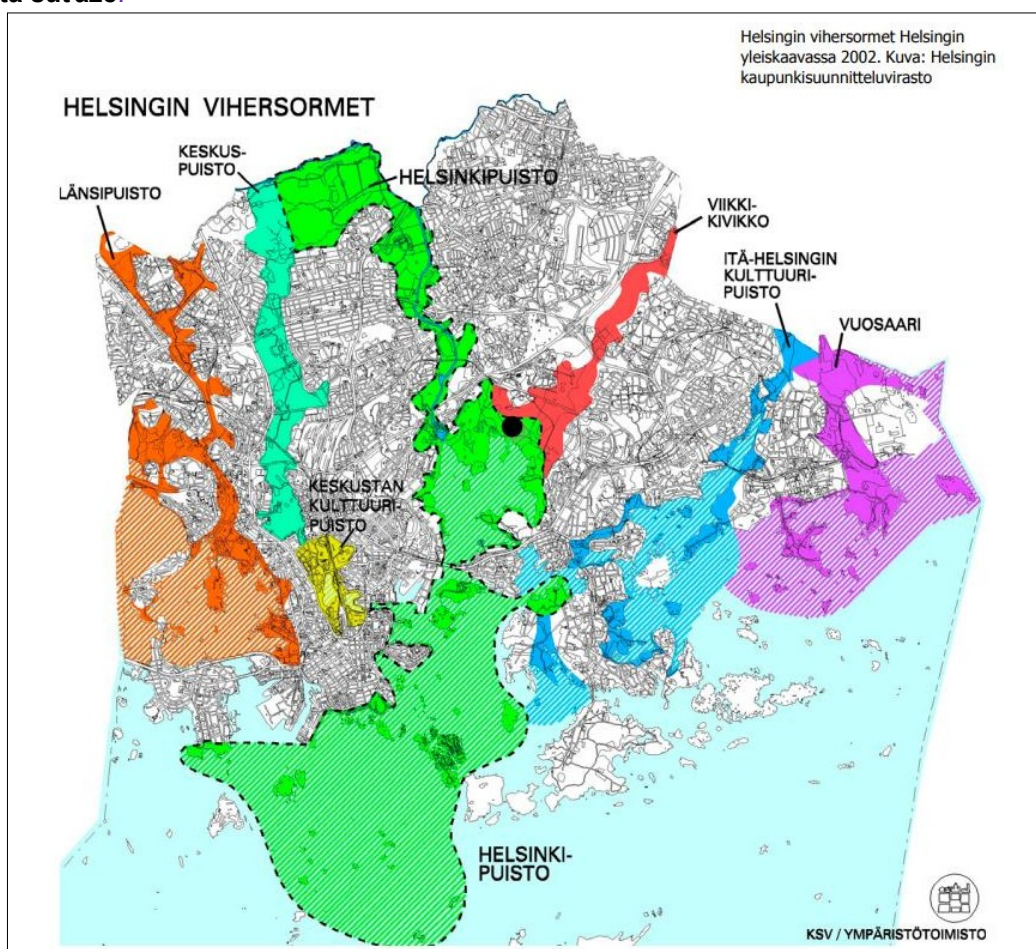 Helsingin vihersormet Helsingin
yleiskaavassa 2002. Kuva: Helsingin
kaupunkisuunnitteluvirasto
HELSINGIN VIHERSORMET
KESKUS-
PUISTO
HELSINKIPUISTO
LÄNSIPUISTO
VIIKKI-
KIVIKKO
ITÄ-HELSINGIN
KULTTUURI-
PUISTO
VUOSAARI
KESKUSTAN
KULTTUURI-
PUISTO
HELSINKI-
PUISTO
KSV / YMPÄRISTÖTOIMISTO